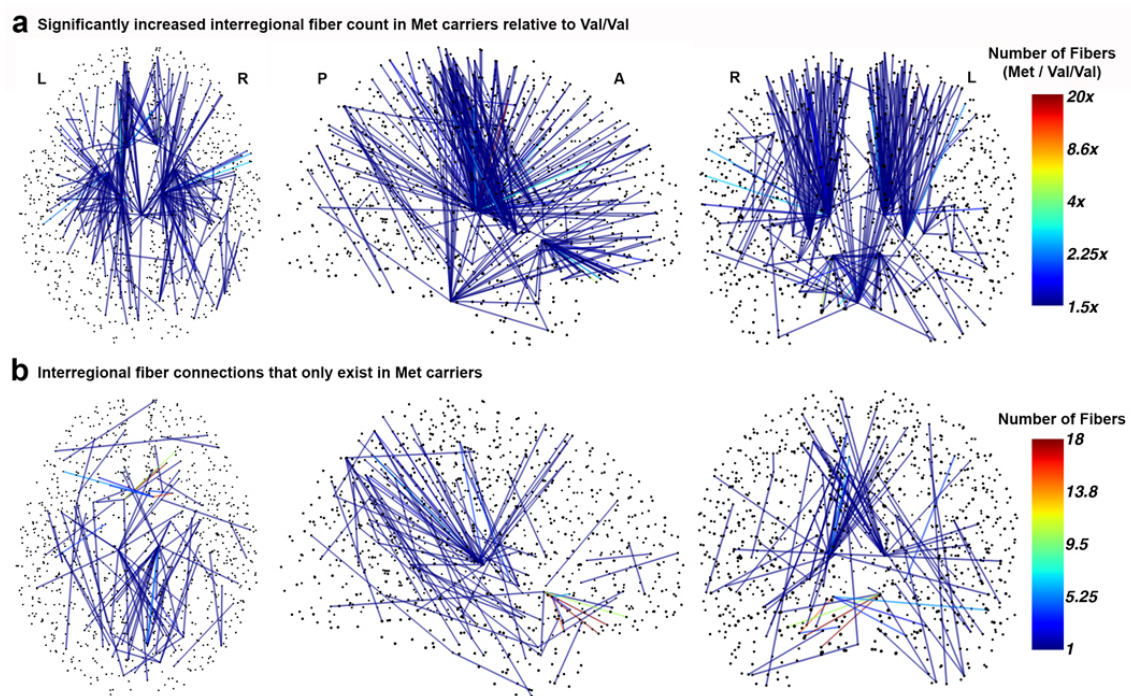 a Significantly increased interregional fiber count in Met carriers relative to Val/Val
L R P A R L
Number of Fibers
(Met / Val/Val)
20x
8.6x
4x
2.25x
1.5x
b Interregional fiber connections that only exist in Met carriers
Number of Fibers
18
13.8
9.5
5.25
1